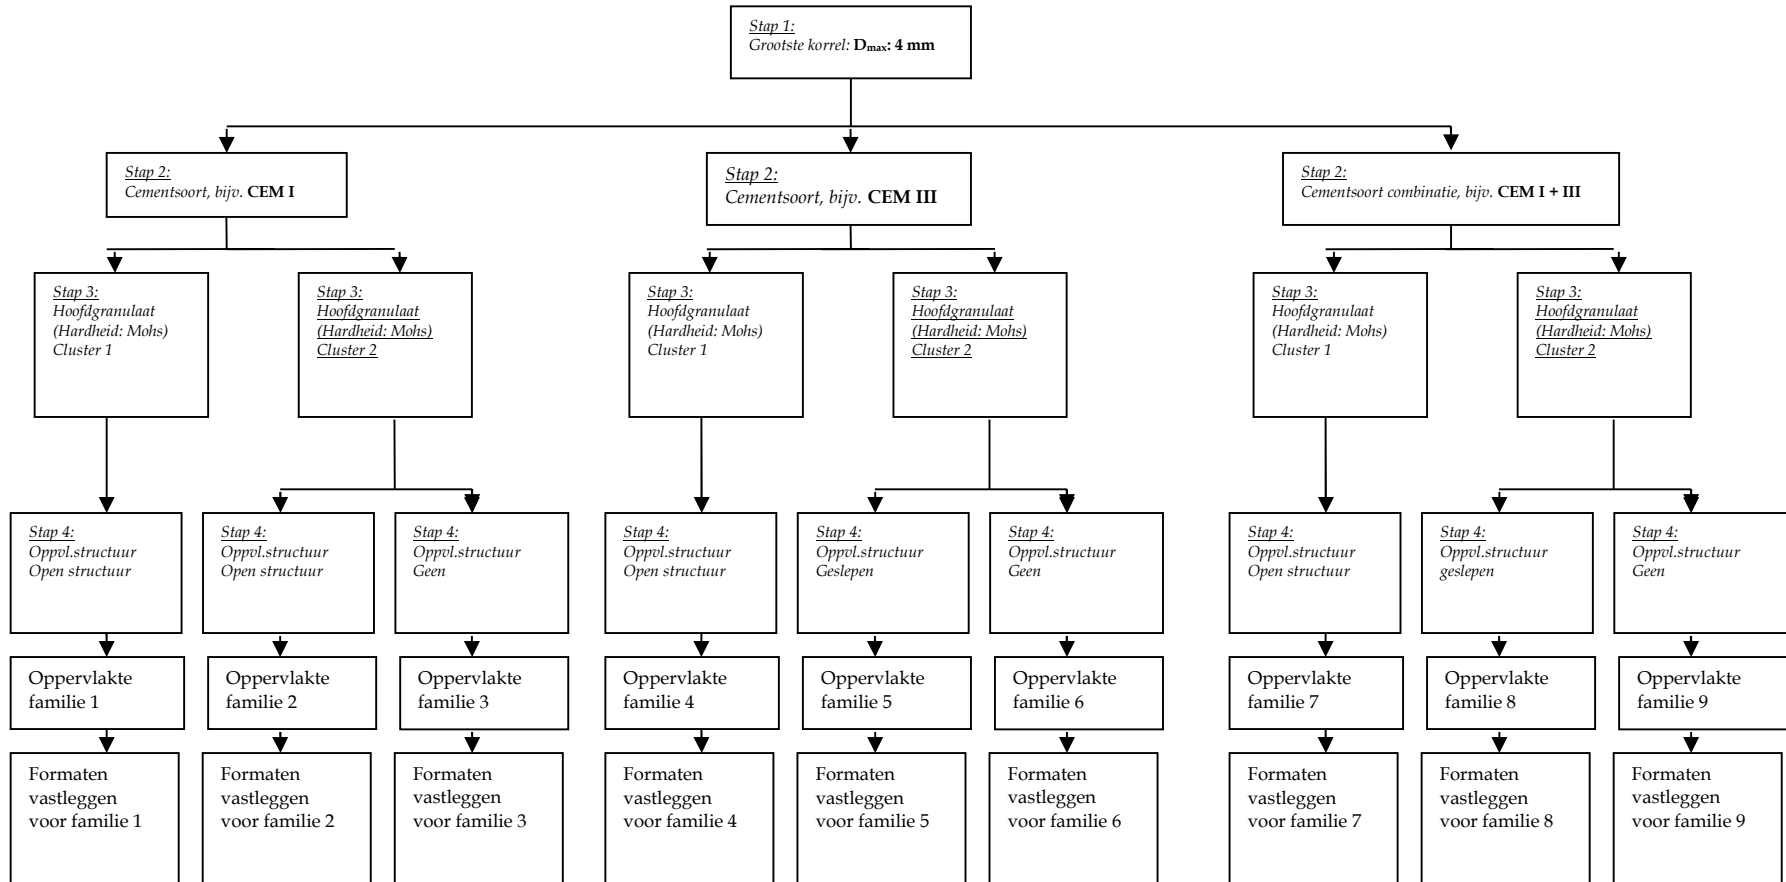 Stap 1:
Grootste korrel: Dmax: 4 mm
Stap 2:
Cementsoort, bijv. CEM I
Stap 2:
Cementsoort, bijv. CEM III
Stap 2:
Cementsoort combinatie, bijv. CEM I + III
Stap 3:
Hoofdgranulaat
(Hardheid: Mohs)
Cluster 1
Stap 3:
Hoofdgranulaat
(Hardheid: Mohs)
Cluster 2
Stap 3:
Hoofdgranulaat
(Hardheid: Mohs)
Cluster 1
Stap 3:
Hoofdgranulaat
(Hardheid: Mohs)
Cluster 2
Stap 3:
Hoofdgranulaat
(Hardheid: Mohs)
Cluster 1
Stap 3:
Hoofdgranulaat
(Hardheid: Mohs)
Cluster 2
Stap 4:
Oppvl.structuur
Open structuur
Stap 4:
Oppvl.structuur
Open structuur
Stap 4:
Oppvl.structuur
Geen
Stap 4:
Oppvl.structuur
Open structuur
Stap 4:
Oppvl.structuur
Geslepen
Stap 4:
Oppvl.structuur
Geen
Stap 4:
Oppvl.structuur
Open structuur
Stap 4:
Oppvl.structuur
geslepen
Stap 4:
Oppvl.structuur
Geen
Oppervlakte
familie 1
Oppervlakte
familie 2
Oppervlakte
familie 3
Oppervlakte
familie 4
Oppervlakte
familie 5
Oppervlakte
familie 6
Oppervlakte
familie 7
Oppervlakte
familie 8
Oppervlakte
familie 9
Formaten
vastleggen
voor familie 1
Formaten
vastleggen
voor familie 2
Formaten
vastleggen
voor familie 3
Formaten
vastleggen
voor familie 4
Formaten
vastleggen
voor familie 5
Formaten
vastleggen
voor familie 6
Formaten
vastleggen
voor familie 7
Formaten
vastleggen
voor familie 8
Formaten
vastleggen
voor familie 9